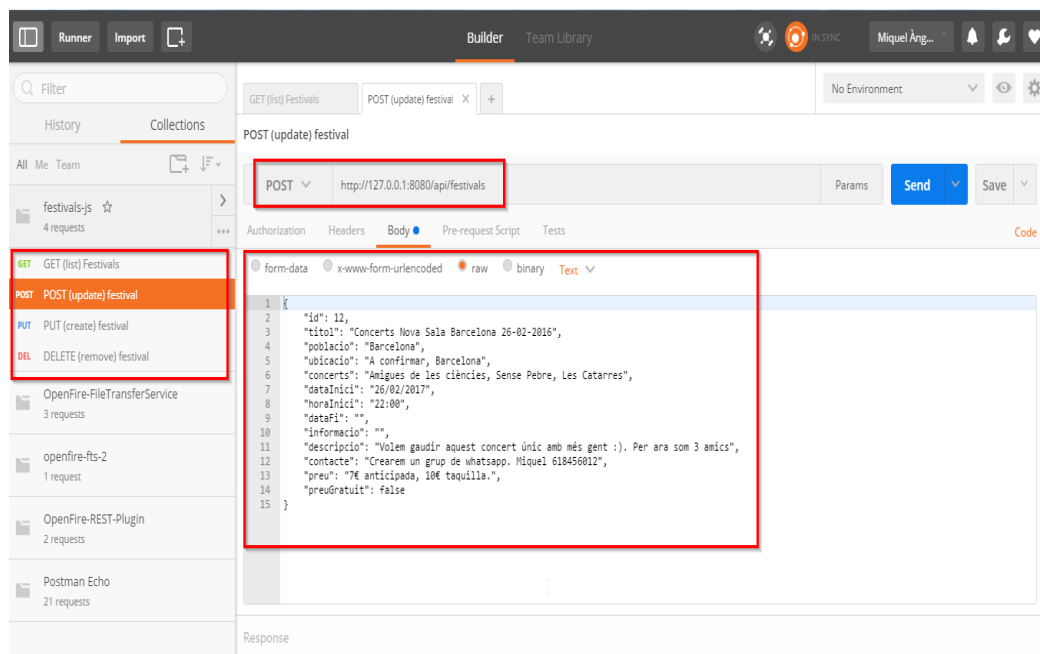 Runner Import Builder Team Library IN SYNC Miquel Àng...
Filter
History Collections
All Me Team
festivals-js
4 requests
GET GET (list) Festivals
POST POST (update) festival
PUT PUT (create) festival
DEL DELETE (remove) festival
OpenFire-FileTransferService
3 requests
openfire-fts-2
1 request
OpenFire-REST-Plugin
2 requests
Postman Echo
21 requests
GET (list) Festivals POST (update) festival X +
No Environment
POST (update) festival
POST http://127.0.0.1:8080/api/festivals Params Send Save
Authorization Headers Body Pre-request Script Tests Code
form-data x-www-form-urlencoded raw binary Text
1 {
2 "id": 12,
3 "titol": "Concerts Nova Sala Barcelona 26-02-2016",
4 "poblacio": "Barcelona",
5 "ubicacio": "A confirmar, Barcelona",
6 "concerts": "Amigues de les ciències, Sense Pebre, Les Catarres",
7 "dataInici": "26/02/2017",
8 "horaInici": "22:00",
9 "dataFi": "",
10 "informacio": "",
11 "descripcio": "Volem gaudir aquest concert únic amb més gent :). Per ara som 3 amics",
12 "contacte": "Crearem un grup de whatsapp. Miquel 618456012",
13 "preu": "7€ anticipada, 10€ taquilla.",
14 "preuGratuit": false
15 }
Response